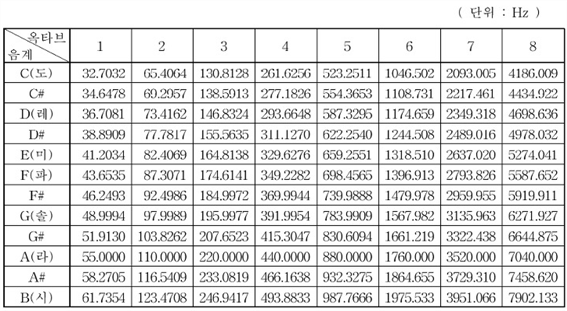 ( 단위 : Hz )
옥타브
음계 1 2 3 4 5 6 7 8
C(도) 32.7032 65.4064 130.8128 261.6256 523.2511 1046.502 2093.005 4186.009
C# 34.6478 69.2957 138.5913 277.1826 554.3653 1108.731 2217.461 4434.922
D(레) 36.7081 73.4162 146.8324 293.6648 587.3295 1174.659 2349.318 4698.636
D# 38.8909 77.7817 155.5635 311.1270 622.2540 1244.508 2489.016 4978.032
E(미) 41.2034 82.4069 164.8138 329.6276 659.2551 1318.510 2637.020 5274.041
F(파) 43.6535 87.3071 174.6141 349.2282 698.4565 1396.913 2793.826 5587.652
F# 46.2493 92.4986 184.9972 369.9944 739.9888 1479.978 2959.955 5919.911
G(솔) 48.9994 97.9989 195.9977 391.9954 783.9909 1567.982 3135.963 6271.927
G# 51.9130 103.8262 207.6523 415.3047 830.6094 1661.219 3322.438 6644.875
A(라) 55.0000 110.0000 220.0000 440.0000 880.0000 1760.000 3520.000 7040.000
A# 58.2705 116.5409 233.0819 466.1638 932.3275 1864.655 3729.310 7458.620
B(시) 61.7354 123.4708 246.9417 493.8833 987.7666 1975.533 3951.066 7902.133